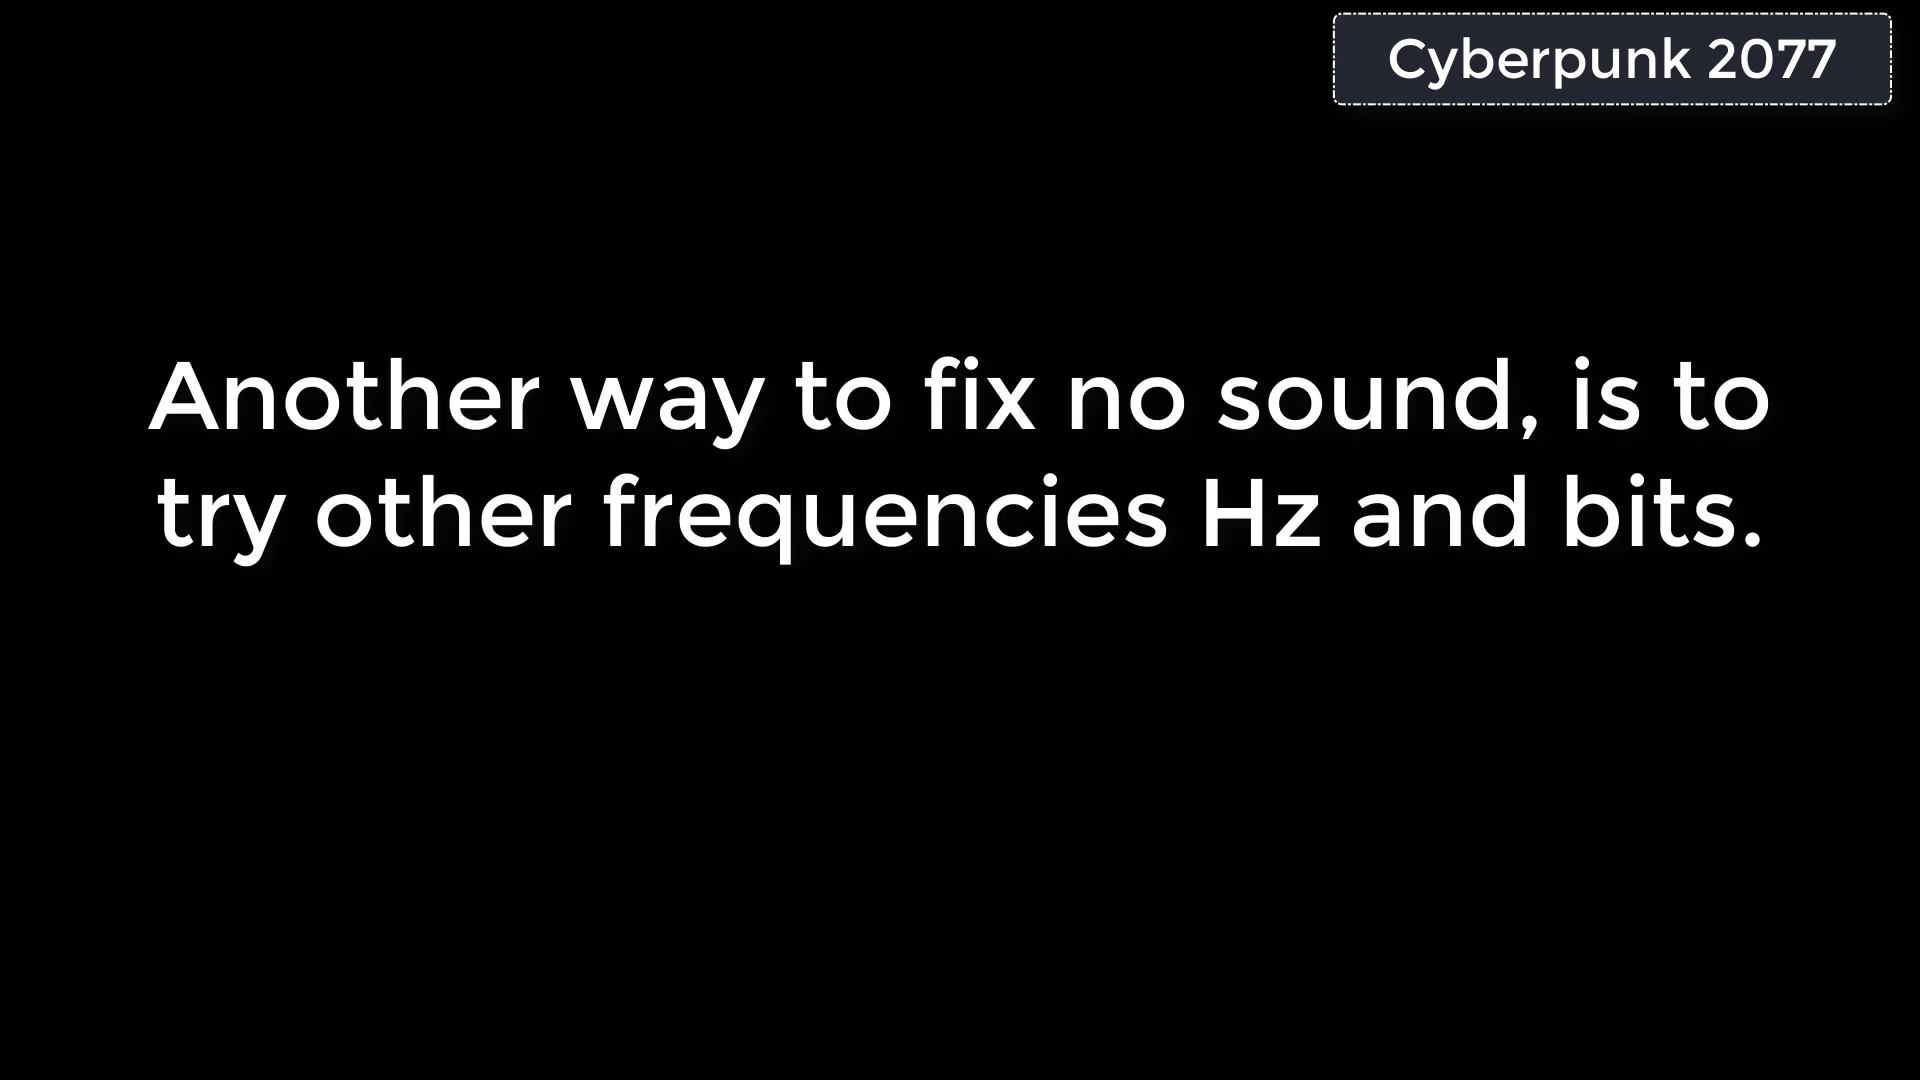 Cyberpunk 2077
Another way to fix no sound, is to
try other frequencies Hz and bits.